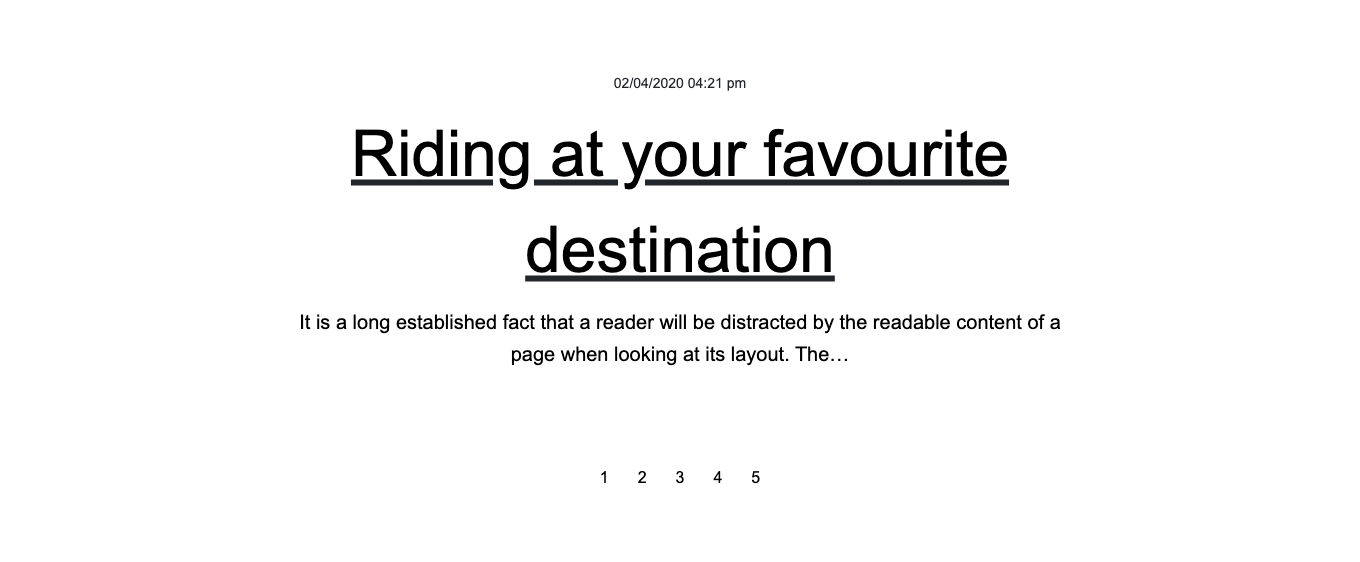 02/04/2020 04:21 pm
Riding at your favourite
destination
It is a long established fact that a reader will be distracted by the readable content of a
page when looking at its layout. The…
1 2 3 4 5